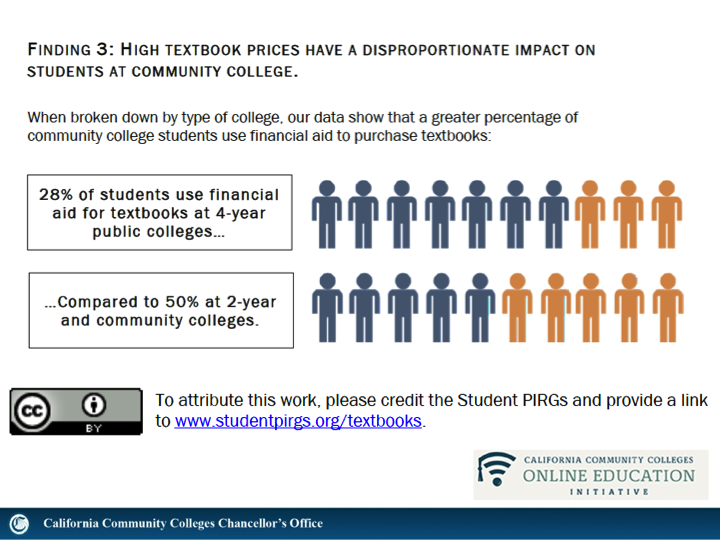 FINDING 3: HIGH TEXTBOOK PRICES HAVE A DISPROPORTIONATE IMPACT ON
STUDENTS AT COMMUNITY COLLEGE.
When broken down by type of college, our data show that a greater percentage of
community college students use financial aid to purchase textbooks:
28% of students use financial
aid for textbooks at 4-year
public colleges…
…Compared to 50% at 2-year
and community colleges.
cc
BY
To attribute this work, please credit the Student PIRGs and provide a link
to www.studentpirgs.org/textbooks.
CALIFORNIA COMMUNITY COLLEGES
ONLINE EDUCATION
INITIATIVE
California Community Colleges Chancellor's Office